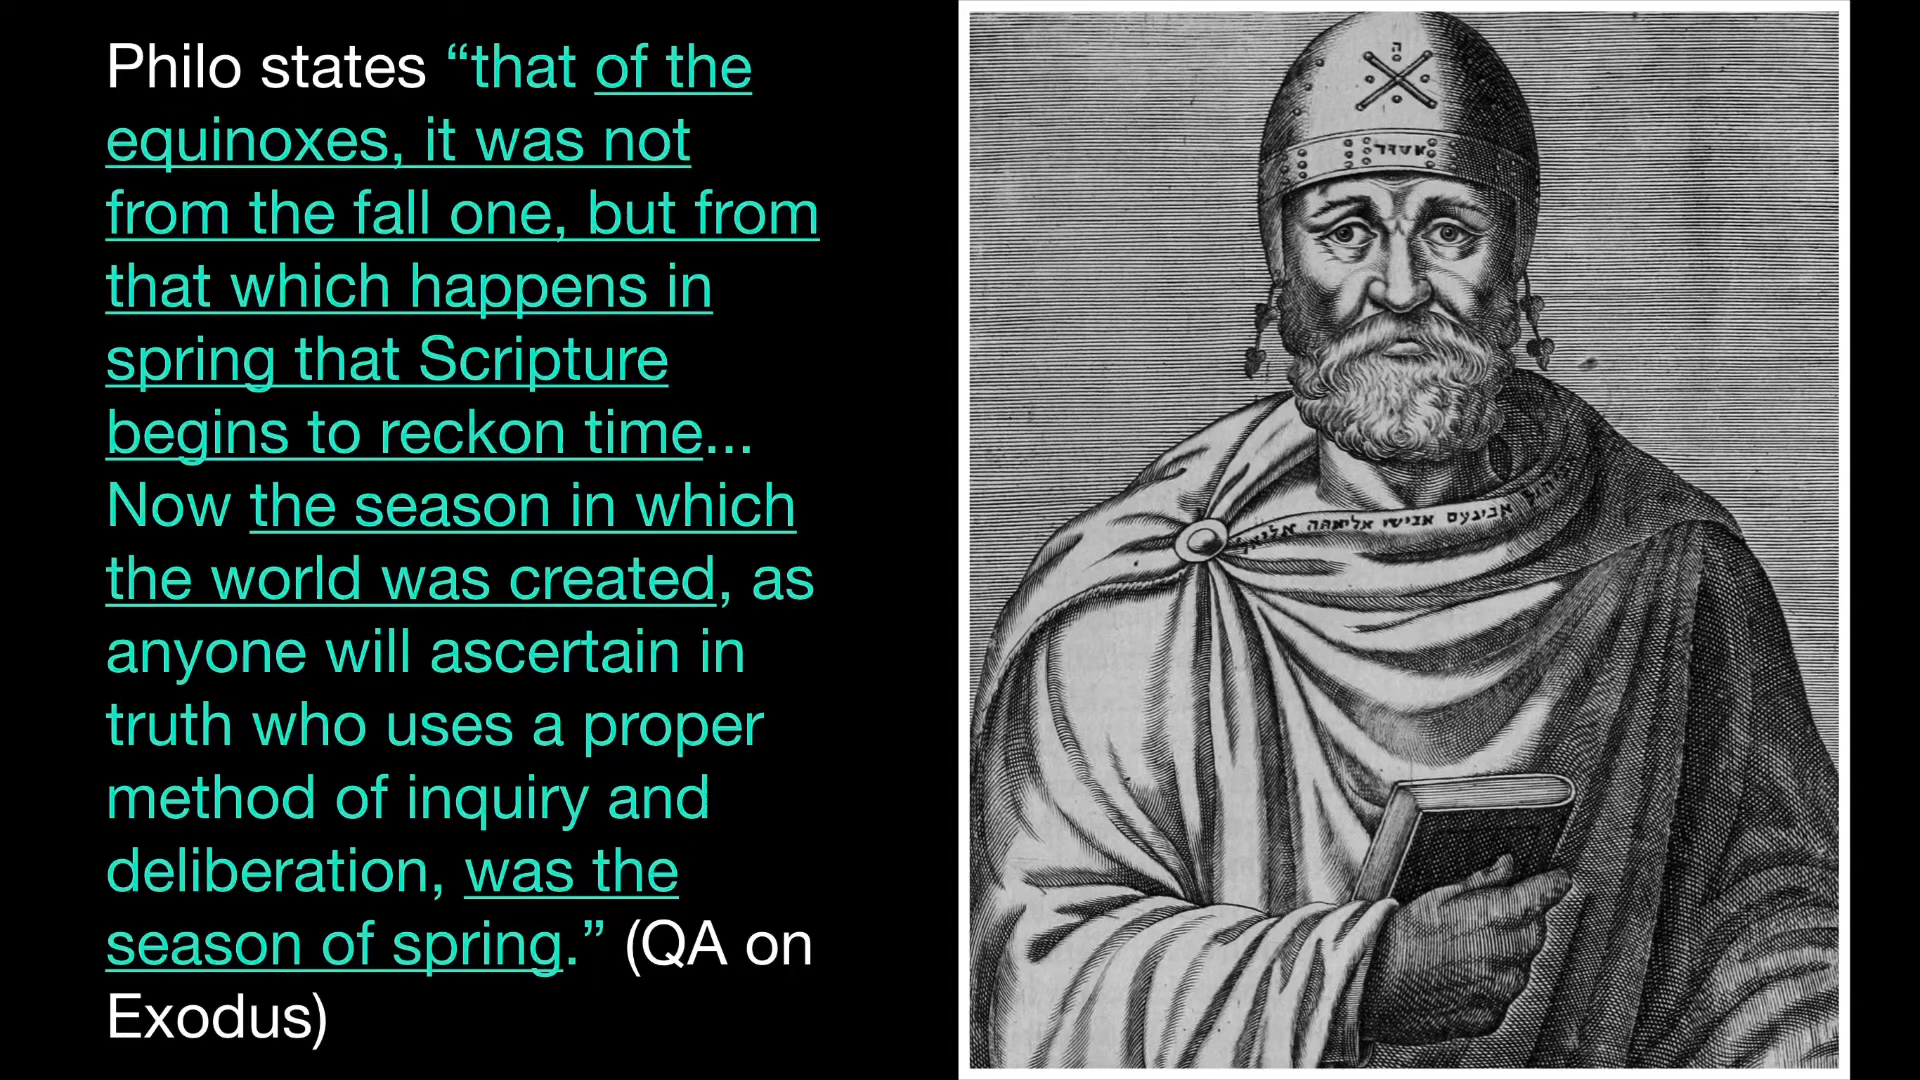 Philo states “that of the
equinoxes, it was not
from the fall one, but from
that which happens in
spring that Scripture
begins to reckon time...
Now the season in which
the world was created, as
anyone will ascertain in
truth who uses a proper
method of inquiry and
deliberation, was the
season of spring.” (QA on
Exodus)
ה
אבינעם אבישי אליאתה